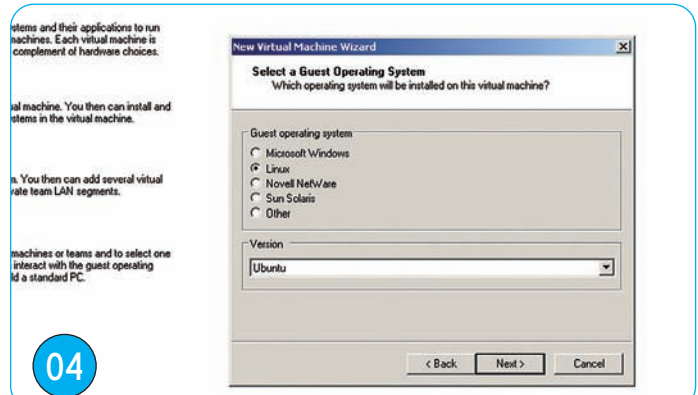 stems and their applications to run
machines. Each virtual machine is
complement of hardware choices.
al machine. You then can install and
stems in the virtual machine.
n. You then can add several virtual
vate team LAN segments.
machines or teams and to select one
interact with the guest operating
ld a standard PC.
New Virtual Machine Wizard
Select a Guest Operating System
Which operating system will be installed on this virtual machine?
Guest operating system
Microsoft Windows
Linux
Novell NetWare
Sun Solaris
Other
Version
Ubuntu
< Back
Next >
Cancel
04